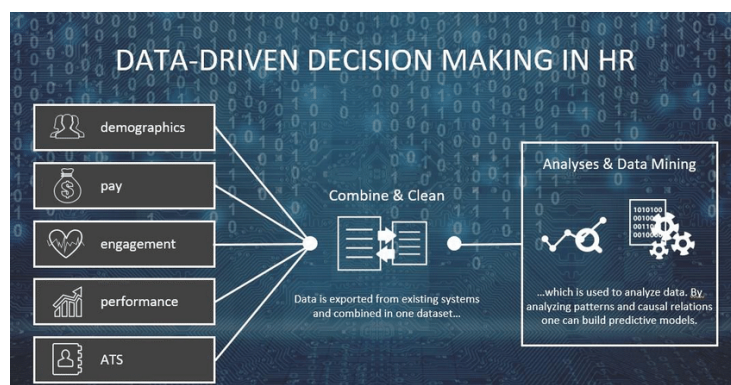 DATA-DRIVEN DECISION MAKING IN HR
demographics
pay
engagement
performance
ATS
Combine & Clean
Data is exported from existing systems
and combined in one dataset…
Analyses & Data Mining
1010100
…which is used to analyze data. By
analyzing patterns and causal relations
one can build predictive models.